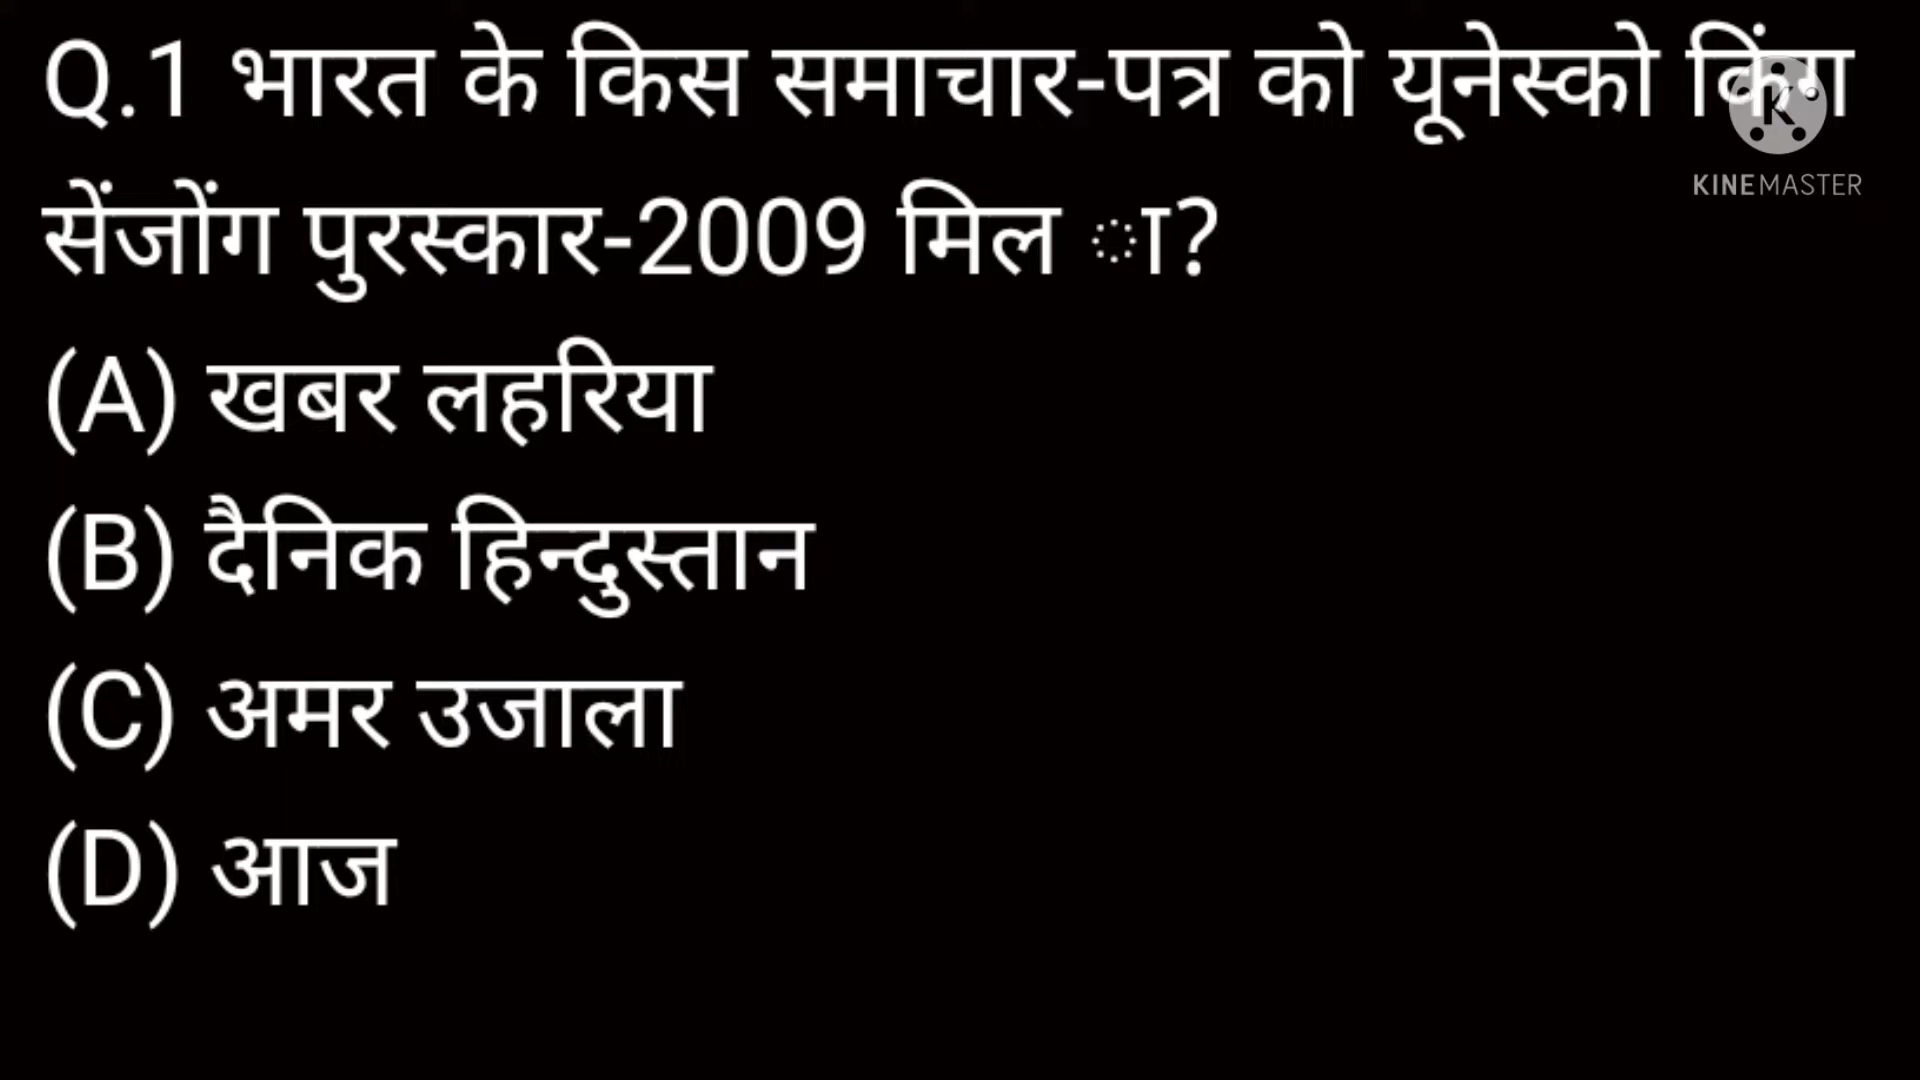 Q.1 भारत के किस समाचार-पत्र को यूनेस्को किंग
सेंजोंग पुरस्कार-2009 मिल ा?
(A) खबर लहरिया
(B) दैनिक हिन्दुस्तान
(C) अमर उजाला
(D) आज
K
KINEMASTER